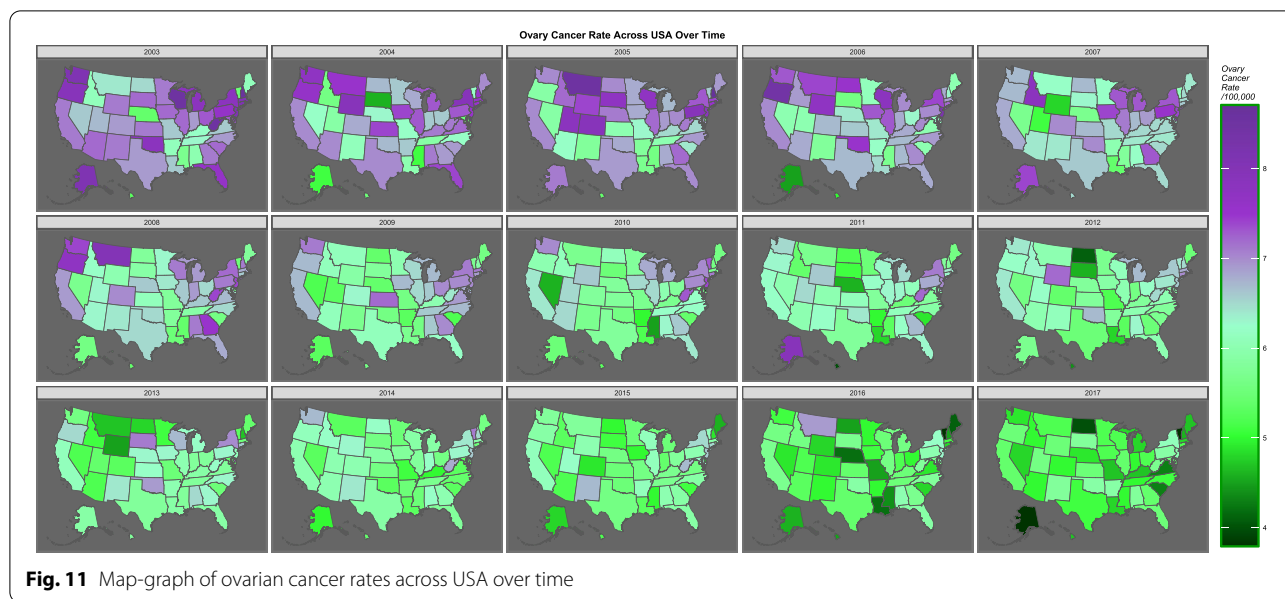 Ovary Cancer Rate Across USA Over Time
2003 2004 2005 2006 2007
Ovary
Cancer
Rate
/100,000
8
7
6
5
4
2008 2009 2010 2011 2012
2013 2014 2015 2016 2017
Fig. 11 Map-graph of ovarian cancer rates across USA over time